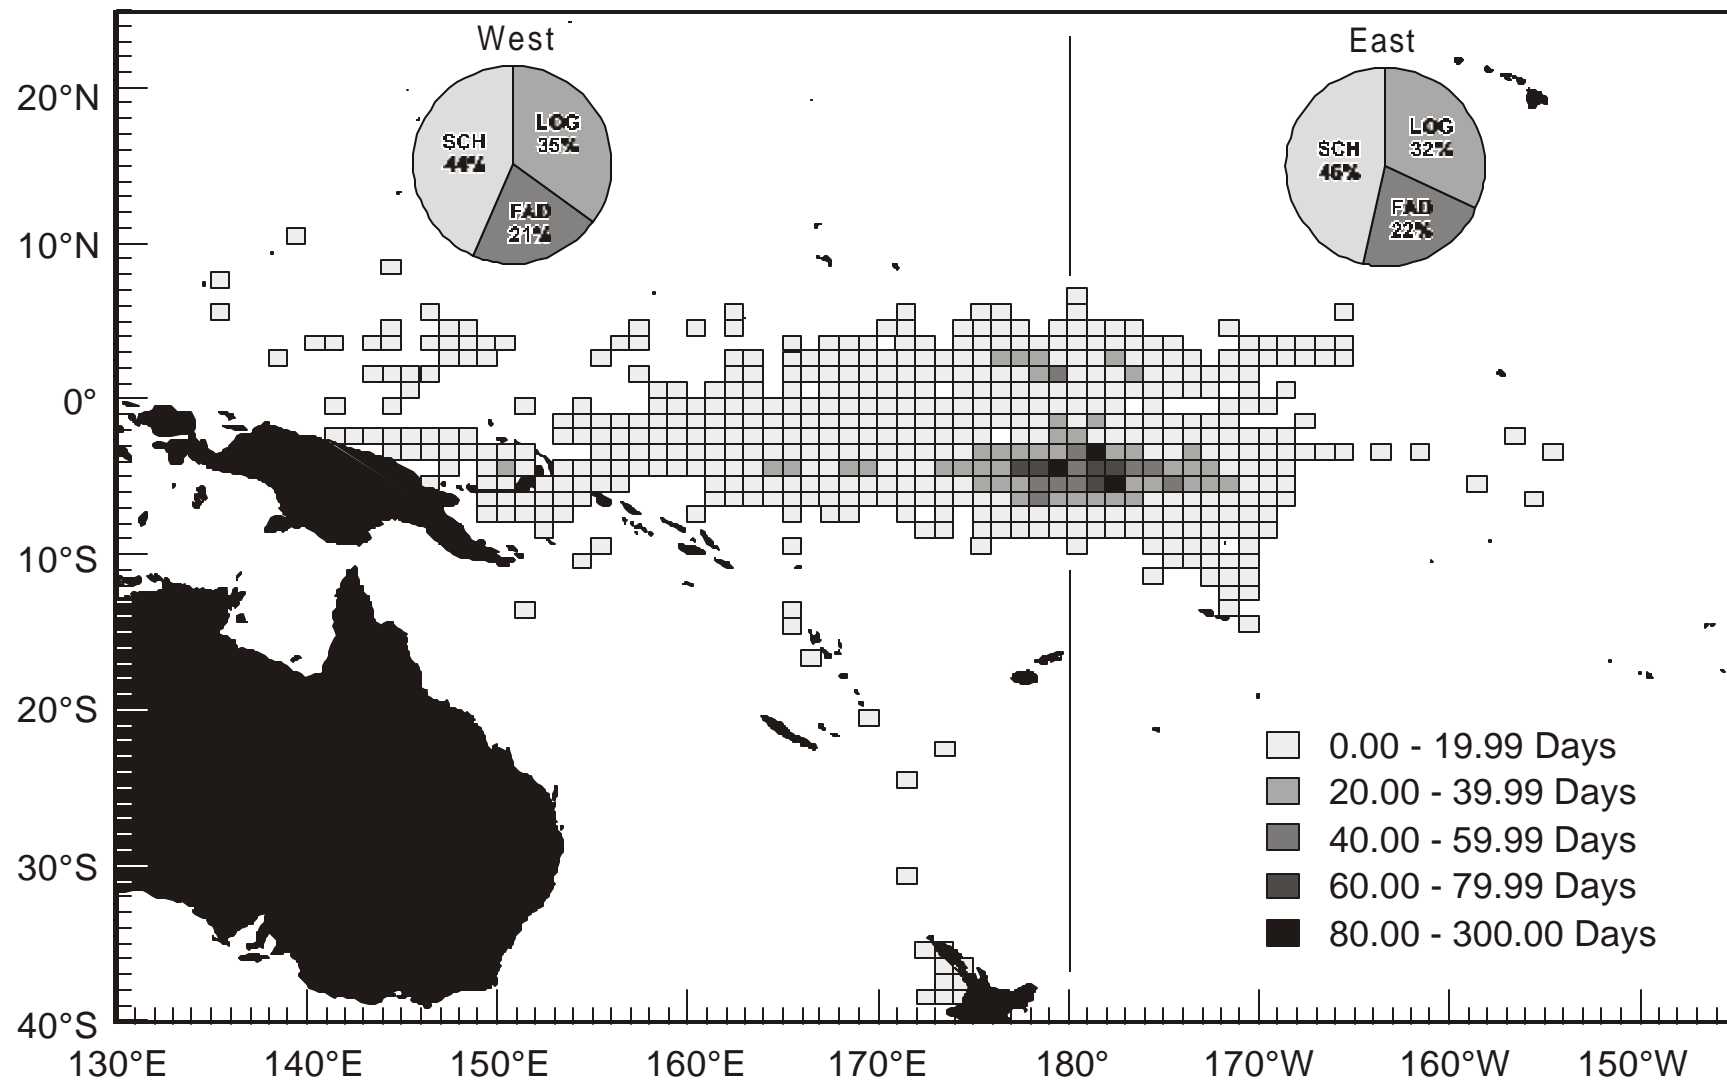 West
East
SCH
44%
LOG
35%
FAD
21%
SCH
46%
LOG
32%
FAD
22%
20°N
10°N
0°
10°S
20°S
30°S
40°S
0.00 - 19.99 Days
20.00 - 39.99 Days
40.00 - 59.99 Days
60.00 - 79.99 Days
80.00 - 300.00 Days
130°E 140°E 150°E 160°E 170°E 180° 170°W 160°W 150°W